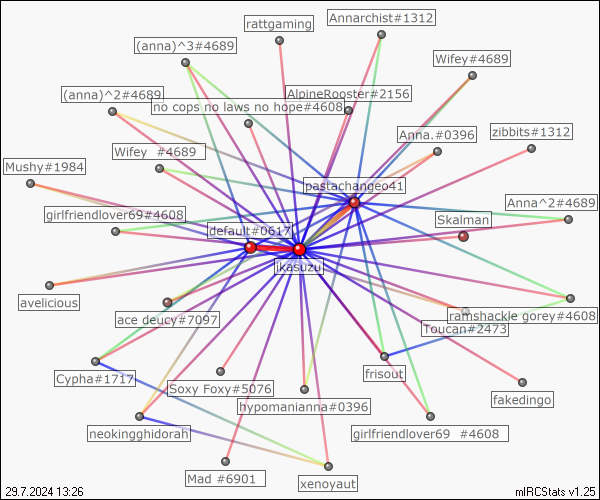 rattgaming
Annarchist#1312
(anna)^3#4689
Wifey#4689
(anna)^2#4689
AlpineRooster#2156
no cops no laws no hope#4608
Anna.#0396
zibbits#1312
Wifey  #4689
Mushy#1984
pastachangeo41
Anna^2#4689
girlfriendlover69#4608
Skalman
default#0617
ikasuzu
avelicious
ace deucy#7097
ramshackle gorey#4608
Toucan#2473
Cypha#1717
Soxy Foxy#5076
frisout
fakedingo
hypomanianna#0396
neokingghidorah
girlfriendlover69  #4608
Mad #6901
xenoyaut
29.7.2024 13:26
mIRCStats v1.25